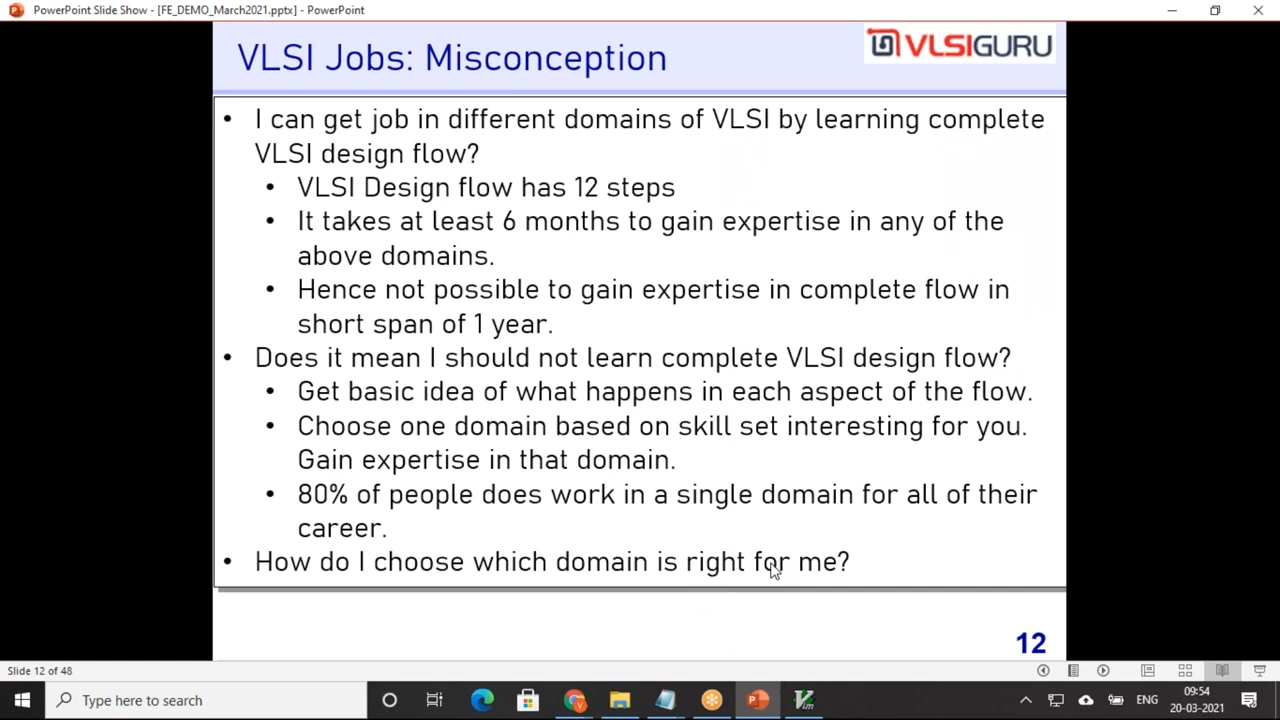 PowerPoint Slide Show - [FE_DEMO_March2021.pptx] - PowerPoint
VLSI Jobs: Misconception
VLSIGURU
• I can get job in different domains of VLSI by learning complete
VLSI design flow?
• VLSI Design flow has 12 steps
• It takes at least 6 months to gain expertise in any of the
above domains.
• Hence not possible to gain expertise in complete flow in
short span of 1 year.
• Does it mean I should not learn complete VLSI design flow?
• Get basic idea of what happens in each aspect of the flow.
• Choose one domain based on skill set interesting for you.
Gain expertise in that domain.
• 80% of people does work in a single domain for all of their
career.
• How do I choose which domain is right for me?
12
Slide 12 of 48
Type here to search
ENG
09:54
20-03-2021